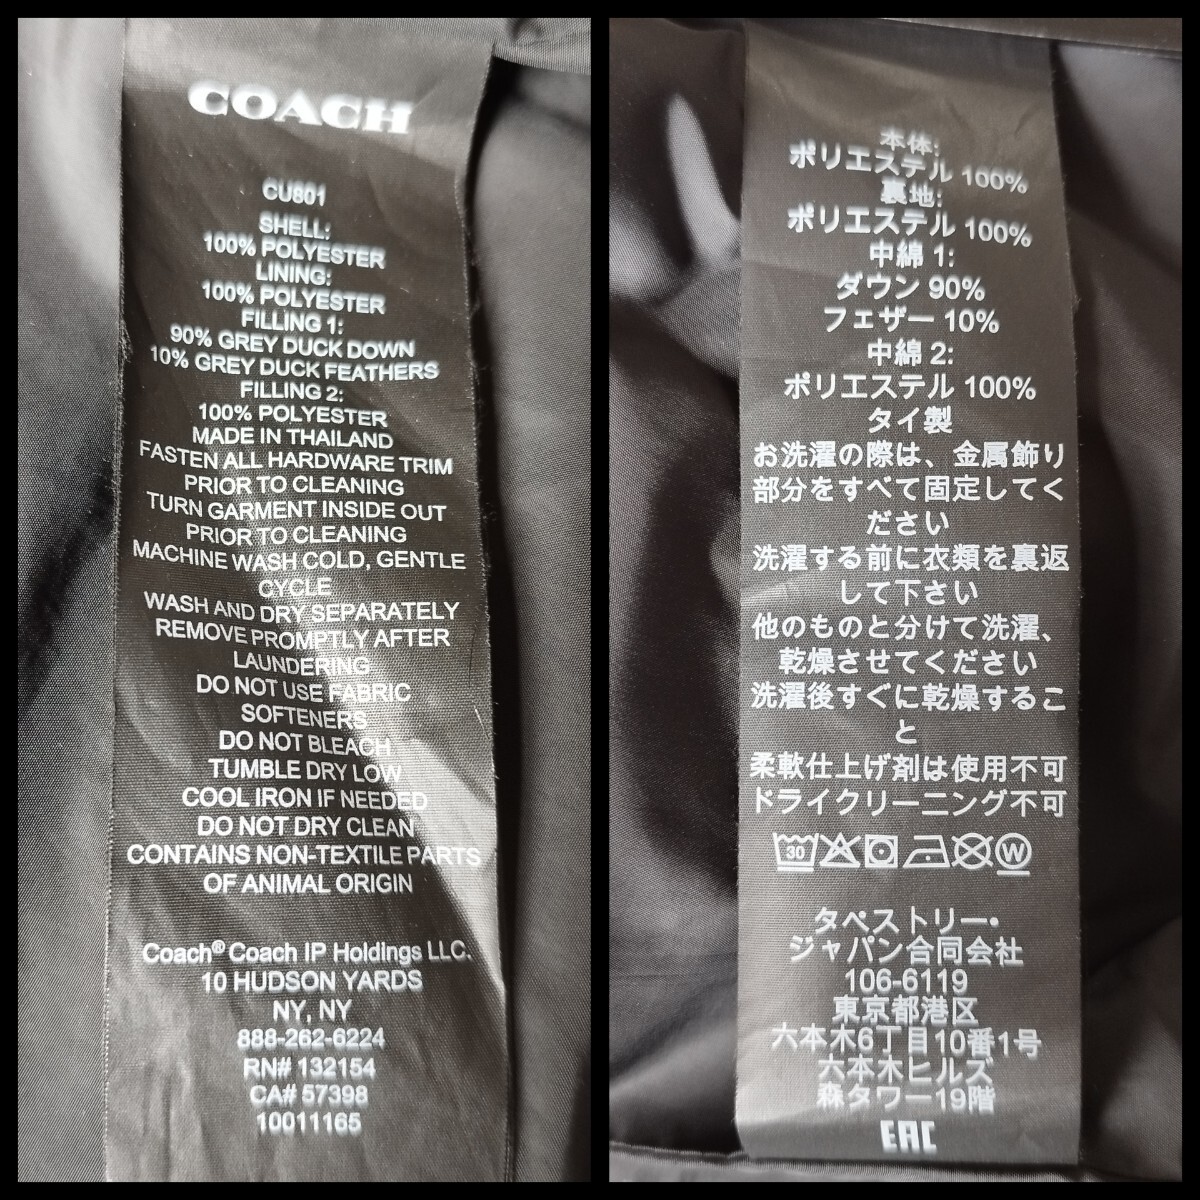 COACH
CU801
SHELL:
100% POLYESTER
LINING:
100% POLYESTER
FILLING 1:
90% GREY DUCK DOWN
10% GREY DUCK FEATHERS
FILLING 2:
100% POLYESTER
MADE IN THAILAND
FASTEN ALL HARDWARE TRIM
PRIOR TO CLEANING
TURN GARMENT INSIDE OUT
PRIOR TO CLEANING
MACHINE WASH COLD, GENTLE
CYCLE
WASH AND DRY SEPARATELY
REMOVE PROMPTLY AFTER
LAUNDERING
DO NOT USE FABRIC
SOFTENERS
DO NOT BLEACH
TUMBLE DRY LOW
COOL IRON IF NEEDED
DO NOT DRY CLEAN
CONTAINS NON-TEXTILE PARTS
OF ANIMAL ORIGIN
Coach® Coach IP Holdings LLC.
10 HUDSON YARDS
NY, NY
888-262-6224
RN# 132154
CA# 57398
10011165
本体:
ポリエステル 100%
裏地:
ポリエステル 100%
中綿 1:
ダウン 90%
フェザー 10%
中綿 2:
ポリエステル 100%
タイ製
お洗濯の際は、金属飾り
部分をすべて固定してく
ださい
洗濯する前に衣類を裏返
して下さい
他のものと分けて洗濯、
乾燥させてください
洗濯後すぐに乾燥するこ
と
柔軟仕上げ剤は使用不可
ドライクリーニング不可
30 W
タペストリー・
ジャパン合同会社
106-6119
東京都港区
六本木6丁目10番1号
六本木ヒルズ
森タワー19階
EAC